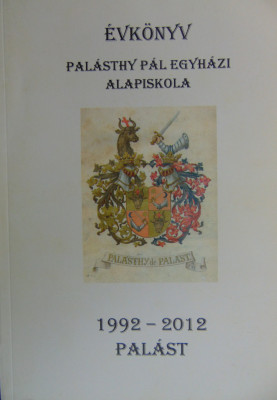 ÉVKÖNYV
PALÁSTHY PÁL EGYHÁZI
ALAPISKOLA
PALÁSTHY de PALÁST
1992 – 2012
PALÁST